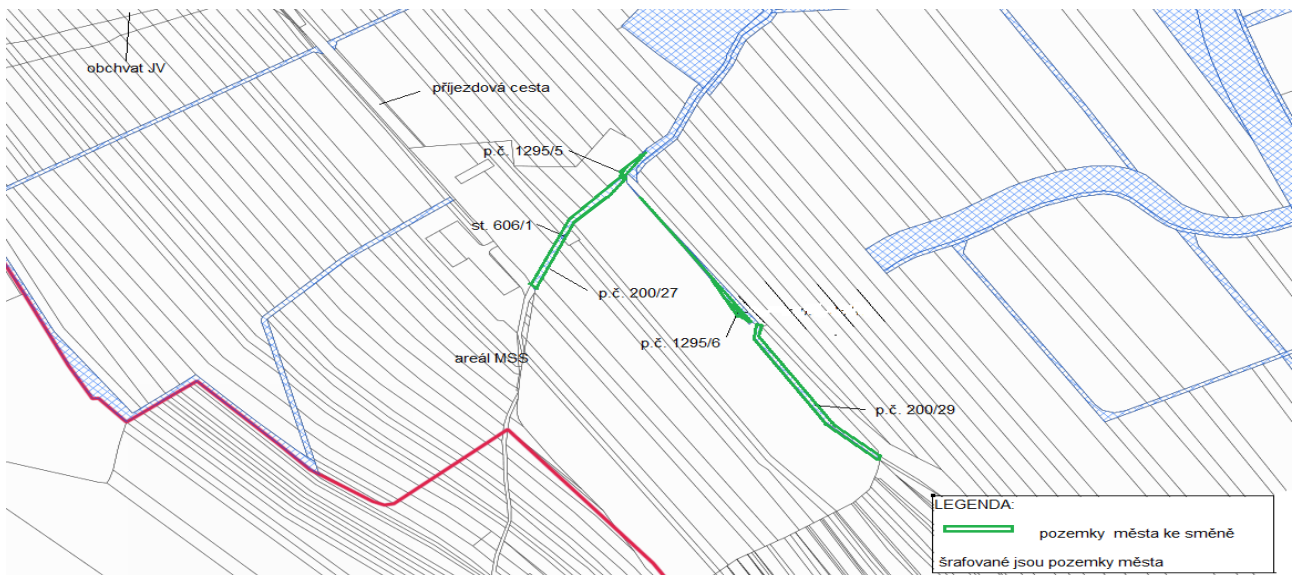 obchvat JV
příjezdová cesta
p.č. 1295/5
st. 606/1
p.č. 200/27
p.č. 1295/6
areál MSS
p.č. 200/29
LEGENDA:
pozemky města ke směně
šrafované jsou pozemky města